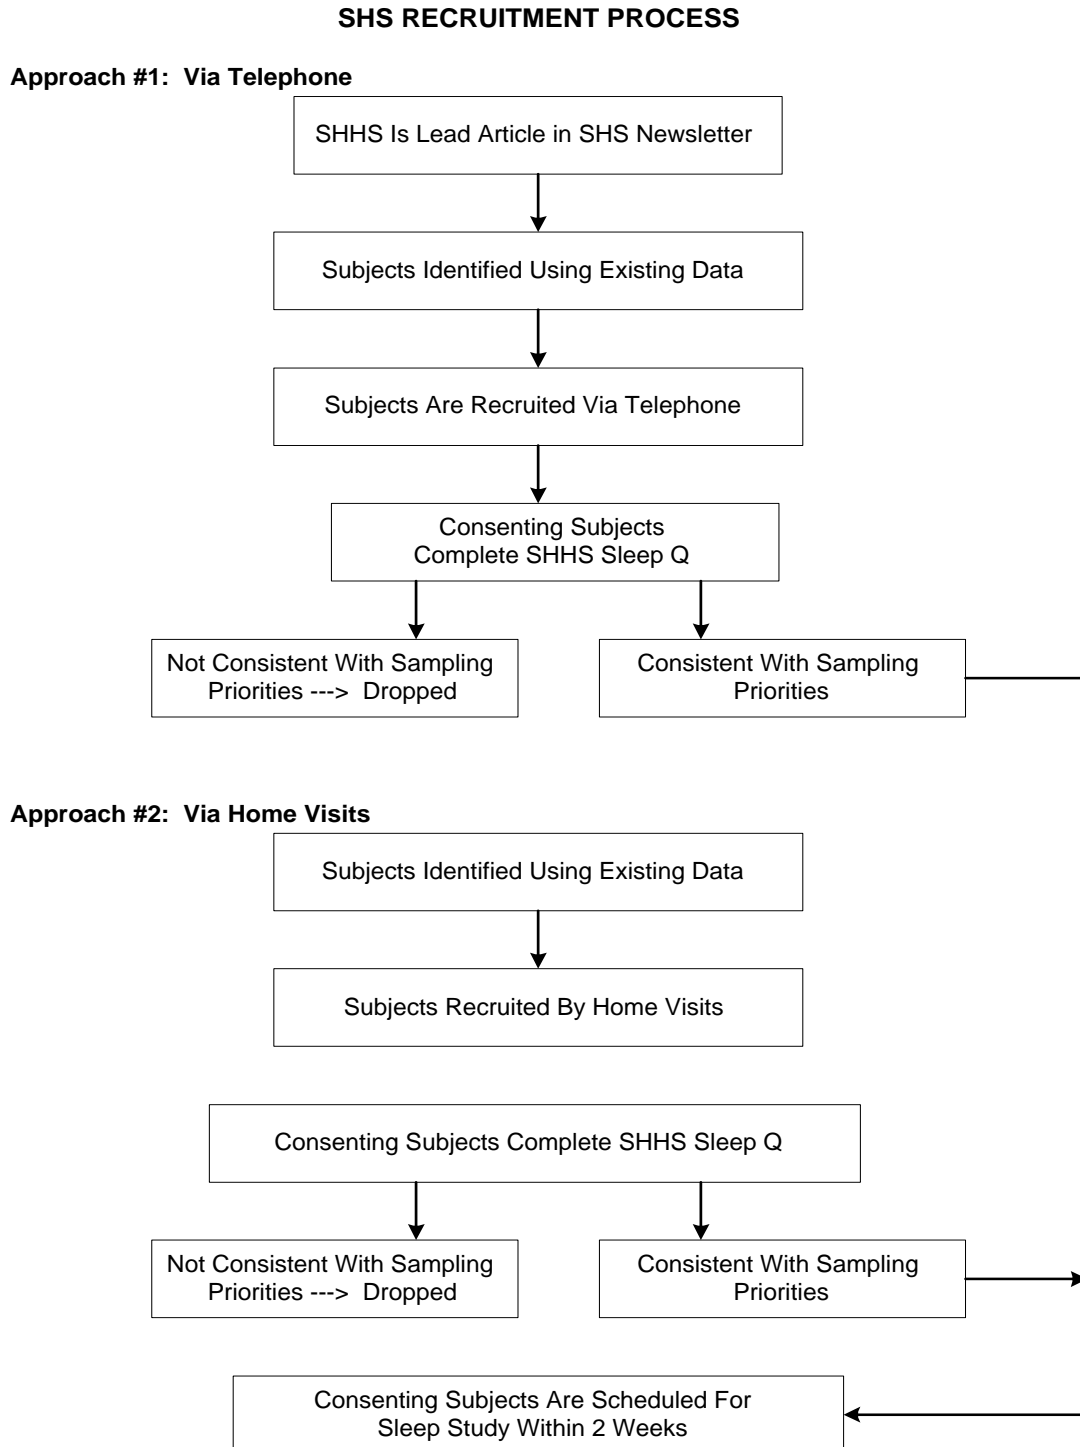 SHS RECRUITMENT PROCESS
Approach #1:  Via Telephone
SHHS Is Lead Article in SHS Newsletter
Subjects Identified Using Existing Data
Subjects Are Recruited Via Telephone
Consenting Subjects
Complete SHHS Sleep Q
Not Consistent With Sampling
Priorities --->  Dropped
Consistent With Sampling
Priorities
Approach #2:  Via Home Visits
Subjects Identified Using Existing Data
Subjects Recruited By Home Visits
Consenting Subjects Complete SHHS Sleep Q
Not Consistent With Sampling
Priorities --->  Dropped
Consistent With Sampling
Priorities
Consenting Subjects Are Scheduled For
Sleep Study Within 2 Weeks